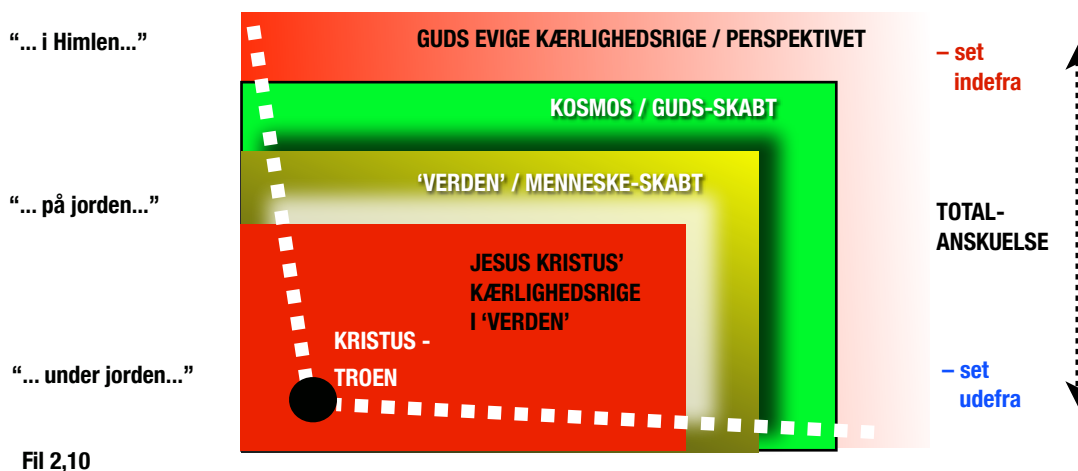 “... i Himlen...”
GUDS EVIGE KÆRLIGHEDSRIGE / PERSPEKTIVET
– set
indefra
KOSMOS / GUDS-SKABT
‘VERDEN’ / MENNESKE-SKABT
“... på jorden...”
TOTAL-
ANSKUELSE
JESUS KRISTUS’
KÆRLIGHEDSRIGE
I ‘VERDEN’
KRISTUS -
TROEN
“... under jorden...”
– set
udefra
Fil 2,10